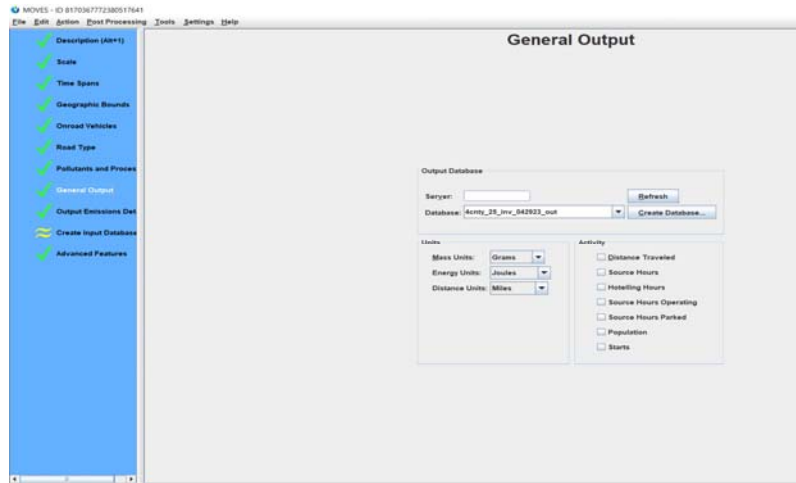 MOVES - ID 8170367772380517641
File Edit Action Post Processing Tools Settings Help
Description (Alt+1)
Scale
Time Spans
Geographic Bounds
Onroad Vehicles
Road Type
Pollutants and Proces
General Output
Output Emissions Det
Create Input Database
Advanced Features
General Output
Output Database
Server:
Refresh
Database: 4cnty_25_inv_042923_out
Create Database...
Units
Mass Units: Grams
Energy Units: Joules
Distance Units: Miles
Activity
Distance Traveled
Source Hours
Hotelling Hours
Source Hours Operating
Source Hours Parked
Population
Starts